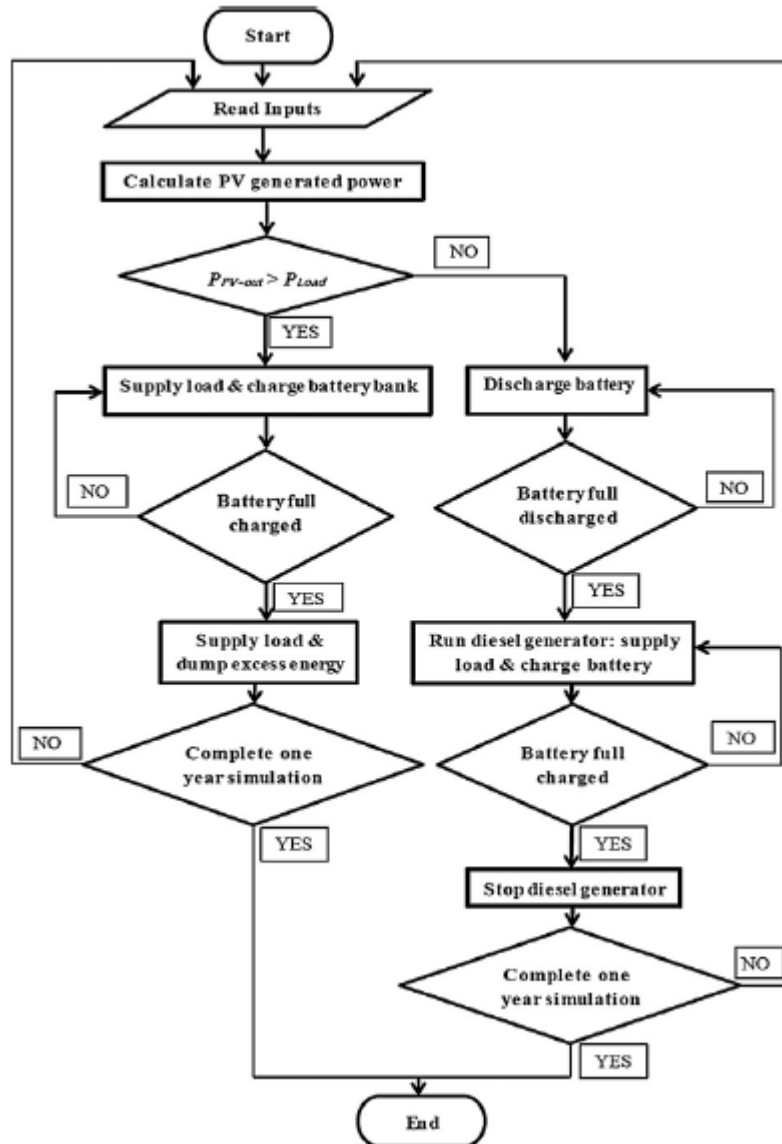 Start
Read Inputs
Calculate PV generated power
NO
P_PV-out > P_Load
YES
Supply load & charge battery bank
Discharge battery
NO
Battery full
charged
Battery full
discharged
NO
YES
YES
Supply load &
dump excess energy
Run diesel generator: supply
load & charge battery
NO
Complete one
year simulation
Battery full
charged
NO
YES
YES
Stop diesel generator
Complete one
year simulation
NO
YES
End